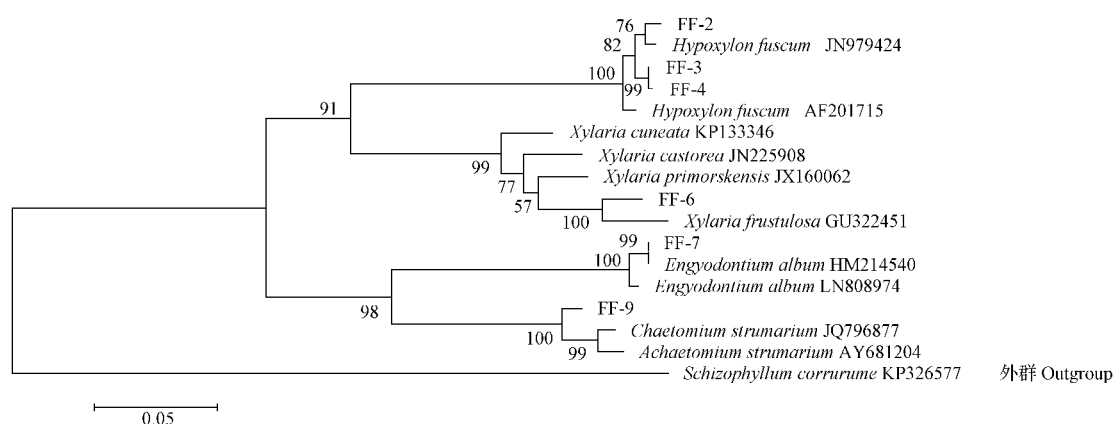 76
FF-2
82
Hypoxylon fuscum JN979424
100
FF-3
99
FF-4
Hypoxylon fuscum AF201715
91
Xylaria cuneata KP133346
99
Xylaria castorea JN225908
77
Xylaria primorskensis JX160062
57
FF-6
100
Xylaria frustulosa GU322451
99
FF-7
100
Engyodontium album HM214540
Engyodontium album LN808974
98
FF-9
100
Chaetomium strumarium JQ796877
99
Achaetomium strumarium AY681204
Schizophyllum corrurume KP326577 外群 Outgroup
0.05